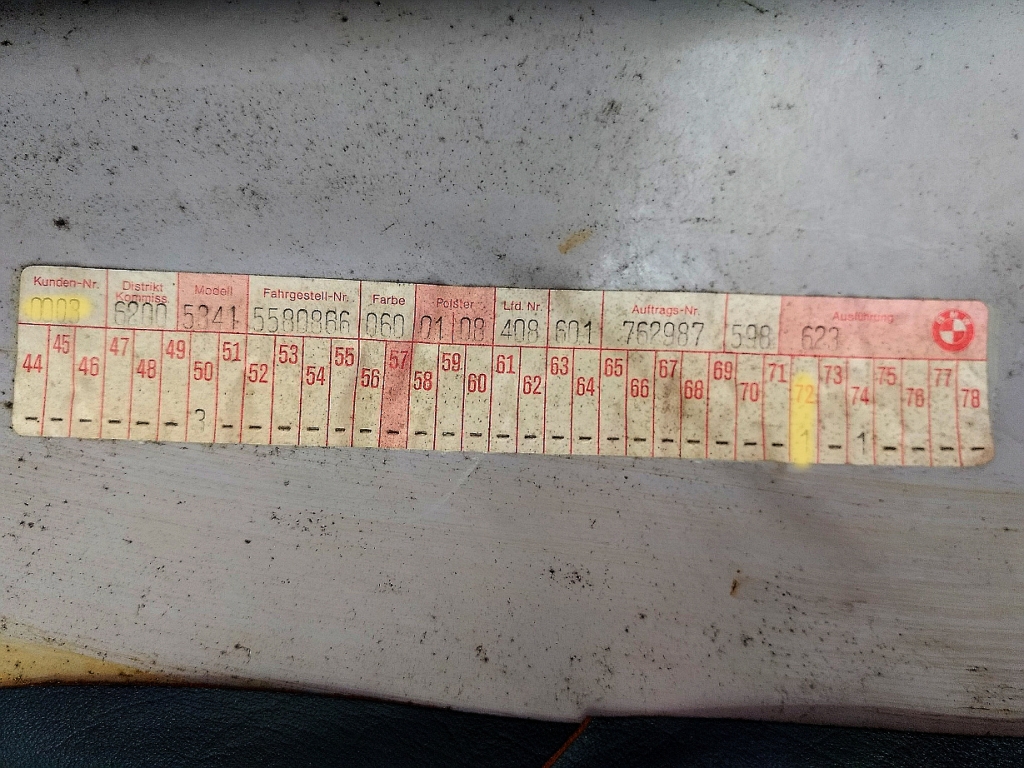 Kunden-Nr. Distrikt Kommiss. Modell Fahrgestell-Nr. Farbe Polster Lfd. Nr. Auftrags-Nr. Ausführung
0003 6200 5341 5580866 060 01 08 408 601 762987 598 623
44 45 46 47 48 49 50 51 52 53 54 55 56 57 58 59 60 61 62 63 64 65 66 67 68 69 70 71 72 73 74 75 76 77 78
- - - - - - 3 - - - - - - - - - - - - - - - - - - - - - 1 - 1 - - - -